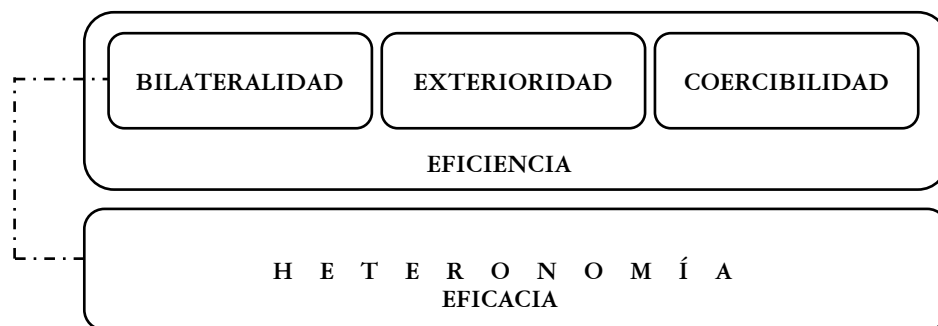 BILATERALIDAD EXTERIORIDAD COERCIBILIDAD
EFICIENCIA
H E T E R O N O M Í A
EFICACIA